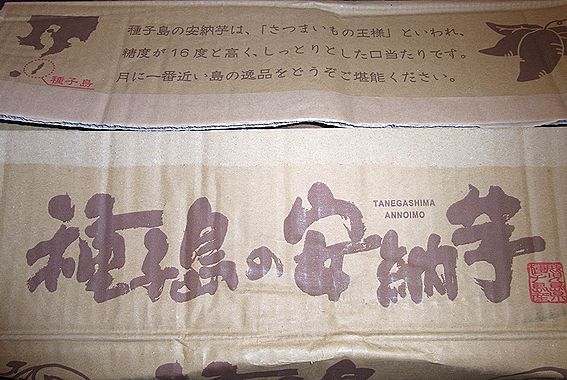 種子島の安納芋は、「さつまいもの王様」といわれ、
糖度が16度と高く、しっとりとした口当たりです。
月に一番近い島の逸品をどうぞご堪能ください。
種子島
TANEGASHIMA
ANNOIMO
種子島の安納芋